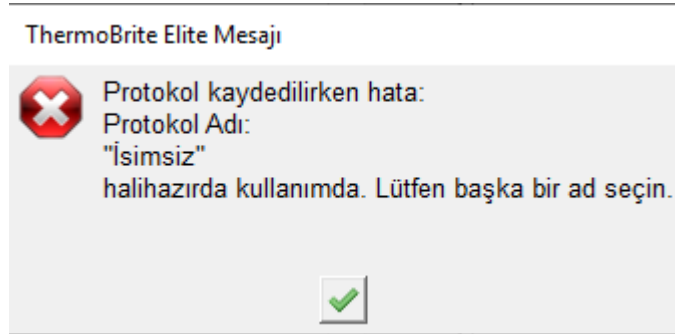 ThermoBrite Elite Mesajı
Protokol kaydedilirken hata:
Protokol Adı:
"İsimsiz"
halihazırda kullanımda. Lütfen başka bir ad seçin.